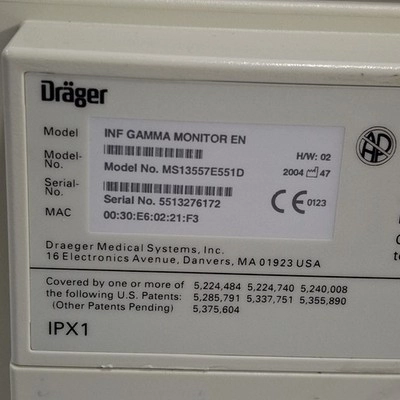 Dräger
Model INF GAMMA MONITOR EN
H/W: 02
Model-No. Model No. MS13557E551D
2004 47
Serial-No. Serial No. 5513276172
CE 0123
MAC 00:30:E6:02:21:F3
Draeger Medical Systems, Inc.
16 Electronics Avenue, Danvers, MA 01923 USA
Covered by one or more of 5,224,484 5,224,740 5,240,008
the following U.S. Patents: 5,285,791 5,337,751 5,355,890
(Other Patents Pending) 5,375,604
IPX1